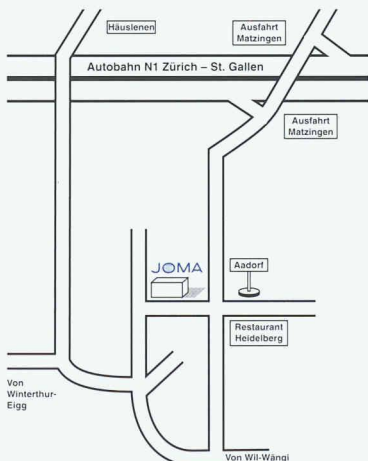 Häuslenen
Ausfahrt
Matzingen
Autobahn N1 Zürich – St. Gallen
Ausfahrt
Matzingen
JOMA
Aadorf
Restaurant
Heidelberg
Von
Winterthur-
Eigg
Von Wil-Wängi